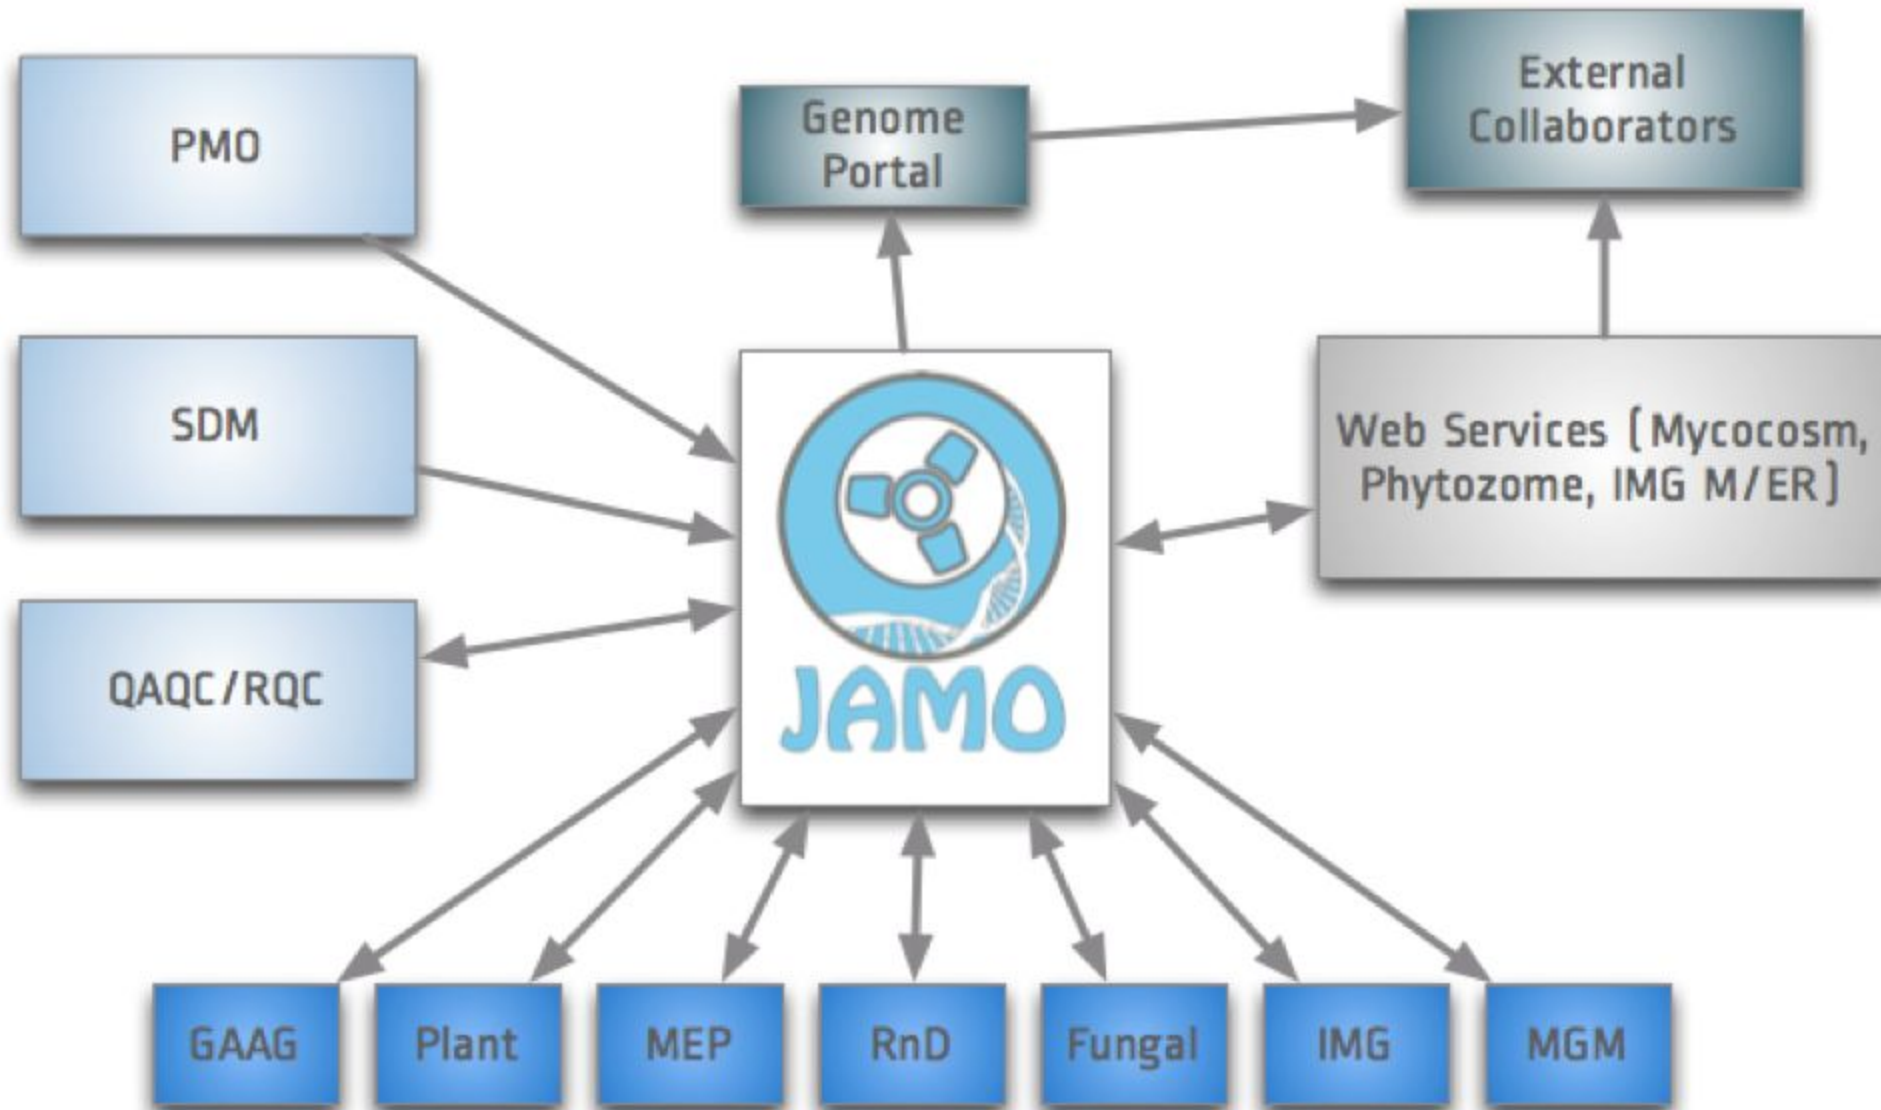 PMO
Genome
Portal
External
Collaborators
SDM
Web Services (Mycocosm,
Phytozome, IMG M/ER)
QAQC/RQC
JAMO
GAAG
Plant
MEP
RnD
Fungal
IMG
MGM